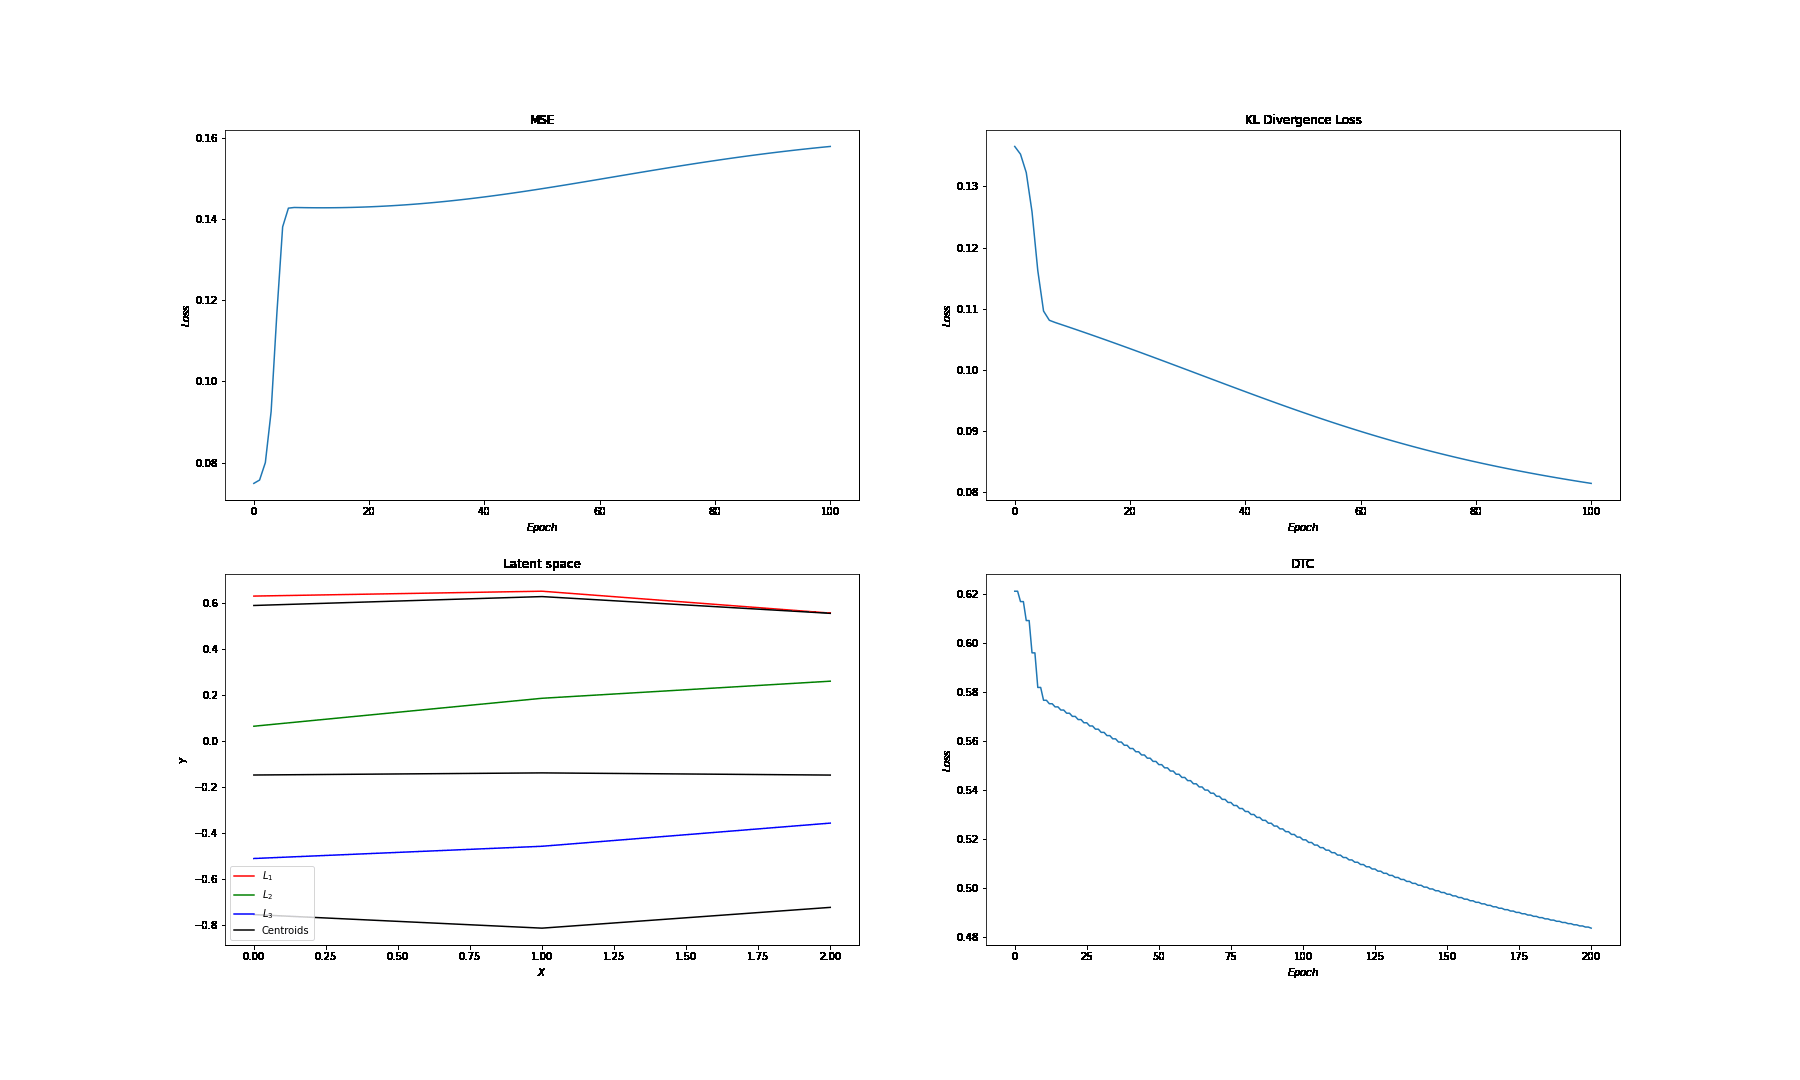 MSE
0.16
0.14
0.12
0.10
0.08
Loss
0 20 40 60 80 100
Epoch
KL Divergence Loss
0.13
0.12
0.11
0.10
0.09
0.08
Loss
0 20 40 60 80 100
Epoch
Latent space
0.6
0.4
0.2
0.0
−0.2
−0.4
−0.6
−0.8
Y
L₁
L₂
L₃
Centroids
0.00 0.25 0.50 0.75 1.00 1.25 1.50 1.75 2.00
X
DTC
0.62
0.60
0.58
0.56
0.54
0.52
0.50
0.48
Loss
0 25 50 75 100 125 150 175 200
Epoch